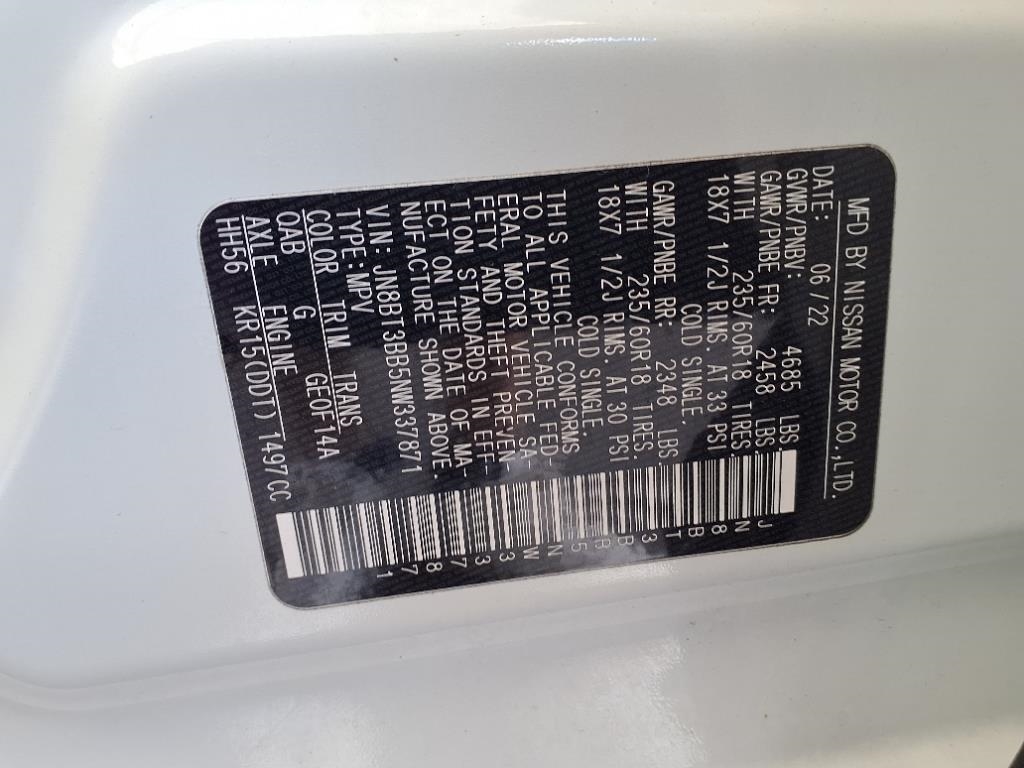 MFD BY NISSAN MOTOR CO.,LTD.
DATE: 06/22
GVWR/PNBV: 4685 LBS.
GAWR/PNBE FR: 2458 LBS.
WITH 235/60R18 TIRES,
18X7 1/2J RIMS. AT 33 PSI
COLD SINGLE,
GAWR/PNBE RR: 2348 LBS.
WITH 235/60R18 TIRES,
18X7 1/2J RIMS. AT 30 PSI
COLD SINGLE,
THIS VEHICLE CONFORMS
TO ALL APPLICABLE FED-
ERAL MOTOR VEHICLE SA-
FETY AND THEFT PREVEN-
TION STANDARDS IN EFF-
ECT ON THE DATE OF MA-
NUFACTURE SHOWN ABOVE.
VIN: JN8BT3BB5NW337871
TYPE:MPV
COLOR TRIM TRANS
QAB G GE0F14A
AXLE ENGINE
HH56 KR15(DDT) 1497CC
JN8BT3BB5NW337871